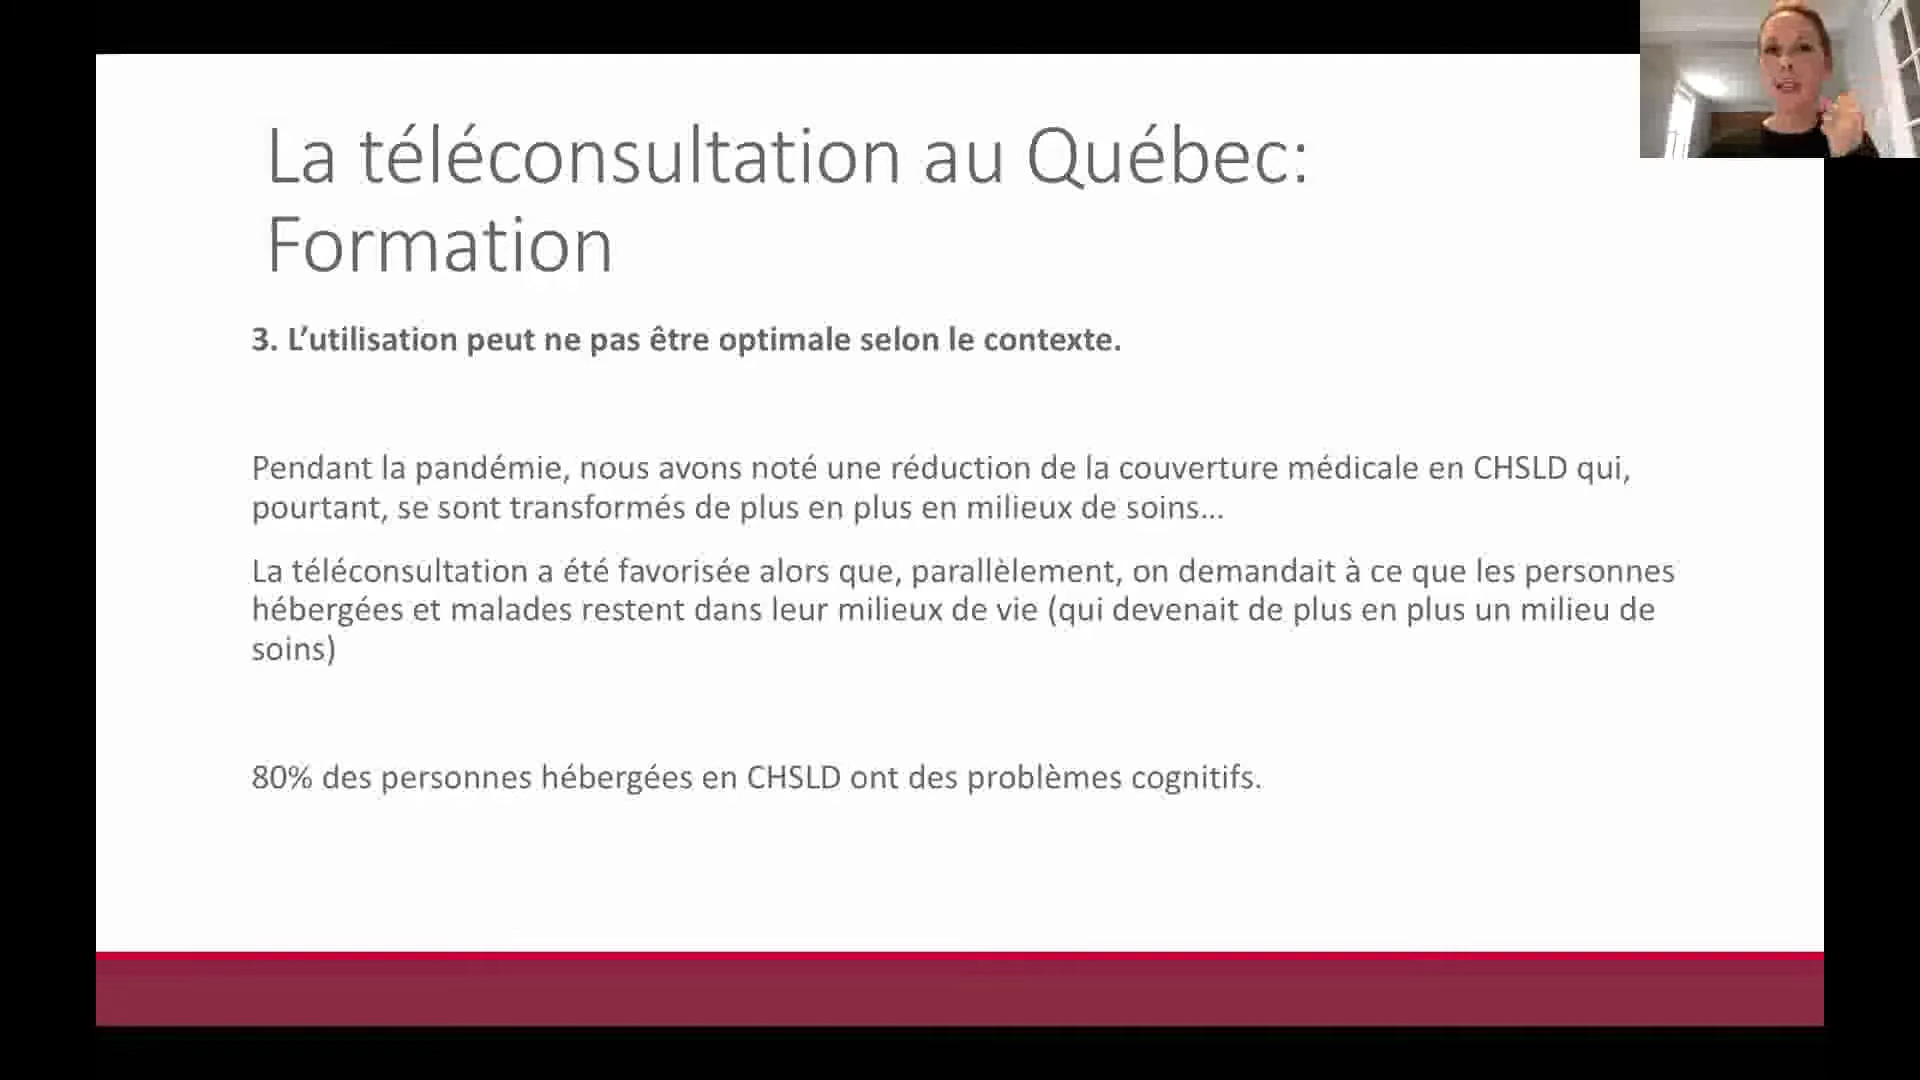 La téléconsultation au Québec:
Formation
3. L’utilisation peut ne pas être optimale selon le contexte.
Pendant la pandémie, nous avons noté une réduction de la couverture médicale en CHSLD qui,
pourtant, se sont transformés de plus en plus en milieux de soins…
La téléconsultation a été favorisée alors que, parallèlement, on demandait à ce que les personnes
hébergées et malades restent dans leur milieux de vie (qui devenait de plus en plus un milieu de
soins)
80% des personnes hébergées en CHSLD ont des problèmes cognitifs.